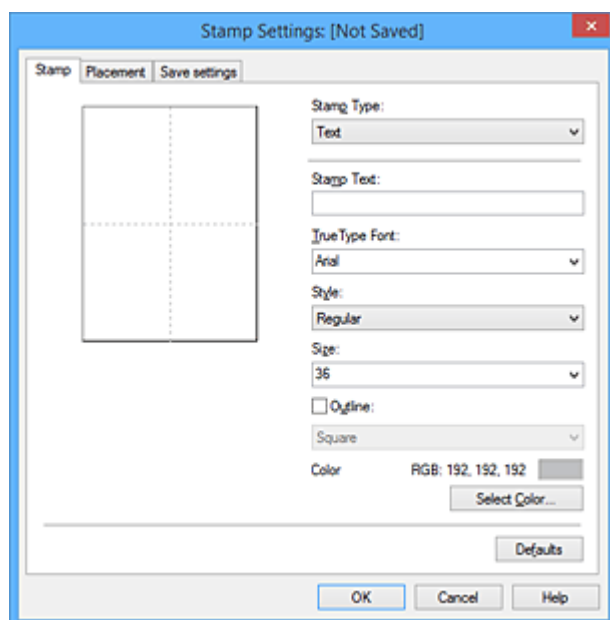 Stamp Settings: [Not Saved]
Stamp Placement Save settings
Stamp Type:
Text
Stamp Text:
TrueType Font:
Arial
Style:
Regular
Size:
36
Outline:
Square
Color RGB: 192, 192, 192
Select Color...
Defaults
OK Cancel Help